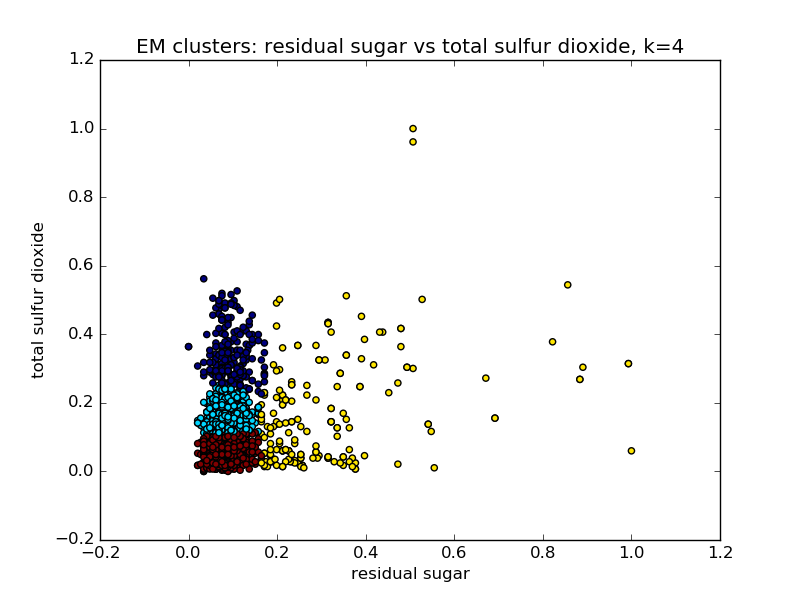 EM clusters: residual sugar vs total sulfur dioxide, k=4
1.2
1.0
0.8
0.6
0.4
0.2
0.0
−0.2
total sulfur dioxide
−0.2 0.0 0.2 0.4 0.6 0.8 1.0 1.2
residual sugar